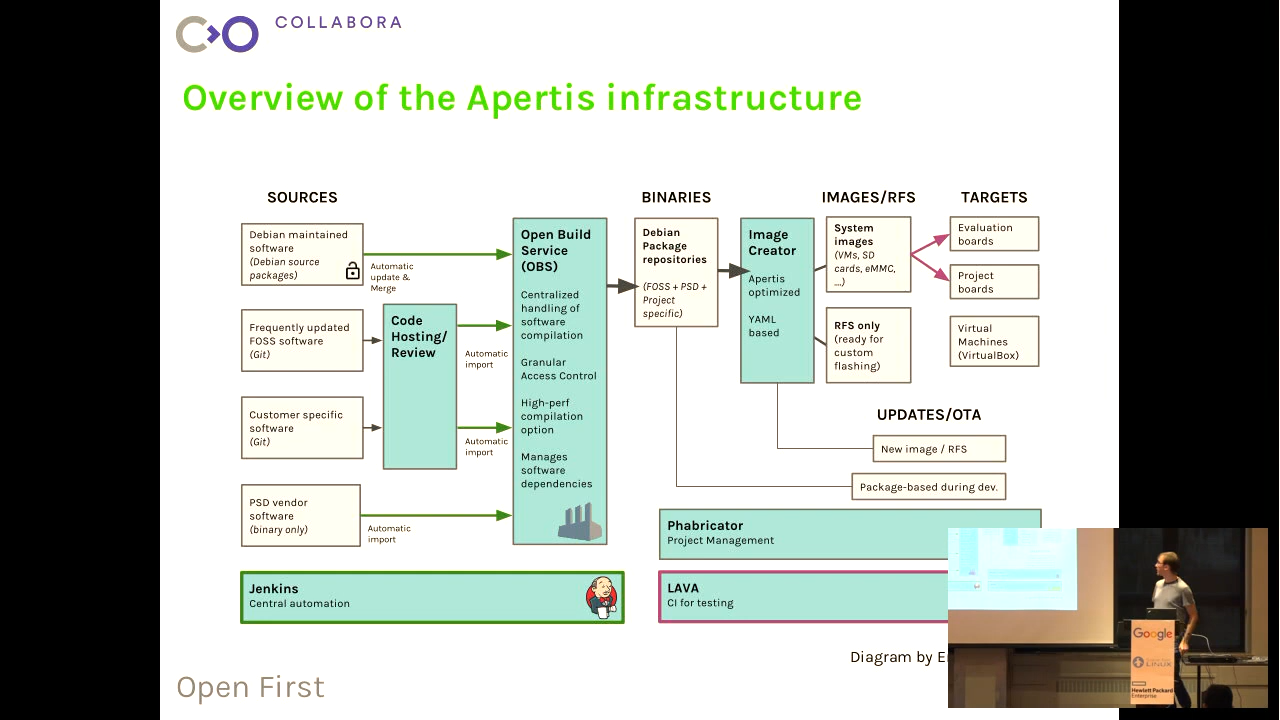 COLLABORA
Overview of the Apertis infrastructure
SOURCES
BINARIES
IMAGES/RFS
TARGETS
Debian maintained
software
(Debian source
packages)
Automatic
update &
Merge
Frequently updated
FOSS software
(Git)
Customer specific
software
(Git)
PSD vendor
software
(binary only)
Automatic
import
Code
Hosting/
Review
Automatic
import
Automatic
import
Open Build
Service
(OBS)
Centralized
handling of
software
compilation
Granular
Access Control
High-perf
compilation
option
Manages
software
dependencies
Debian
Package
repositories
(FOSS + PSD +
Project
specific)
Image
Creator
Apertis
optimized
YAML
based
System
images
(VMs, SD
cards, eMMC,
...)
RFS only
(ready for
custom
flashing)
Evaluation
boards
Project
boards
Virtual
Machines
(VirtualBox)
UPDATES/OTA
New image / RFS
Package-based during dev.
Phabricator
Project Management
Jenkins
Central automation
LAVA
CI for testing
Diagram by
Open First
Google
LINUX
Hewlett Packard
Enterprise